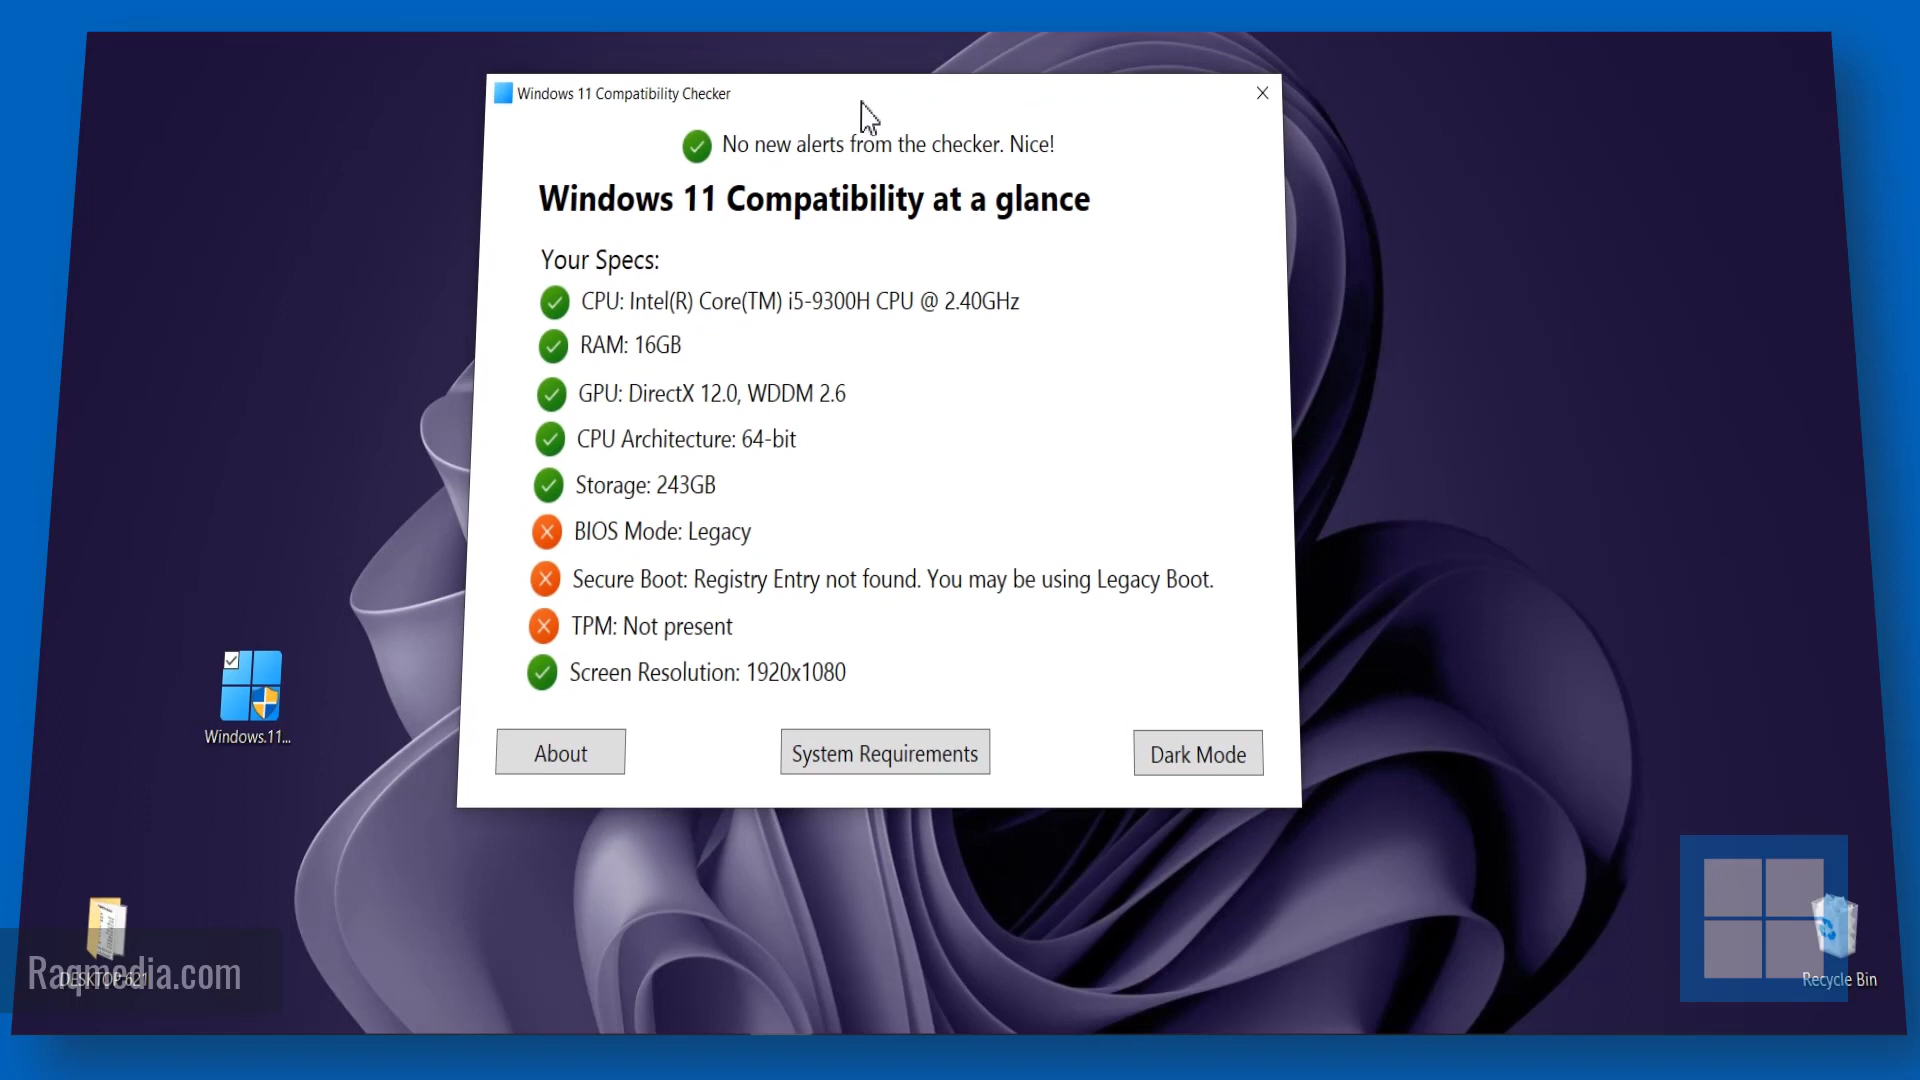 Windows 11 Compatibility Checker
No new alerts from the checker. Nice!
Windows 11 Compatibility at a glance
Your Specs:
CPU: Intel(R) Core(TM) i5-9300H CPU @ 2.40GHz
RAM: 16GB
GPU: DirectX 12.0, WDDM 2.6
CPU Architecture: 64-bit
Storage: 243GB
BIOS Mode: Legacy
Secure Boot: Registry Entry not found. You may be using Legacy Boot.
TPM: Not present
Screen Resolution: 1920x1080
About
System Requirements
Dark Mode
Windows.11...
Raqmedia.com
DESKTOP 621
Recycle Bin